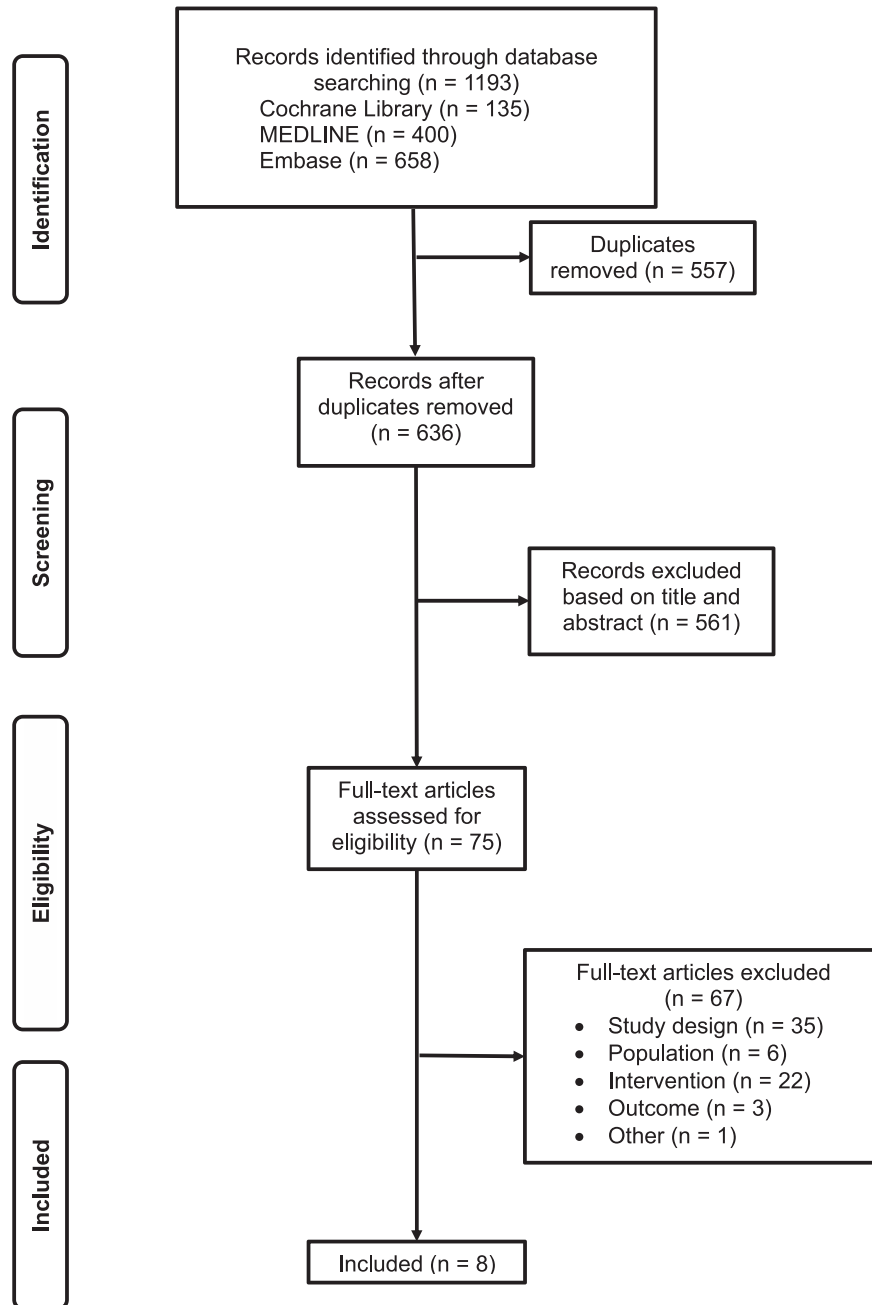 Identification
Records identified through database
searching (n = 1193)
Cochrane Library (n = 135)
MEDLINE (n = 400)
Embase (n = 658)
Duplicates
removed (n = 557)
Screening
Records after
duplicates removed
(n = 636)
Records excluded
based on title and
abstract (n = 561)
Eligibility
Full-text articles
assessed for
eligibility (n = 75)
Full-text articles excluded
(n = 67)
• Study design (n = 35)
• Population (n = 6)
• Intervention (n = 22)
• Outcome (n = 3)
• Other (n = 1)
Included
Included (n = 8)